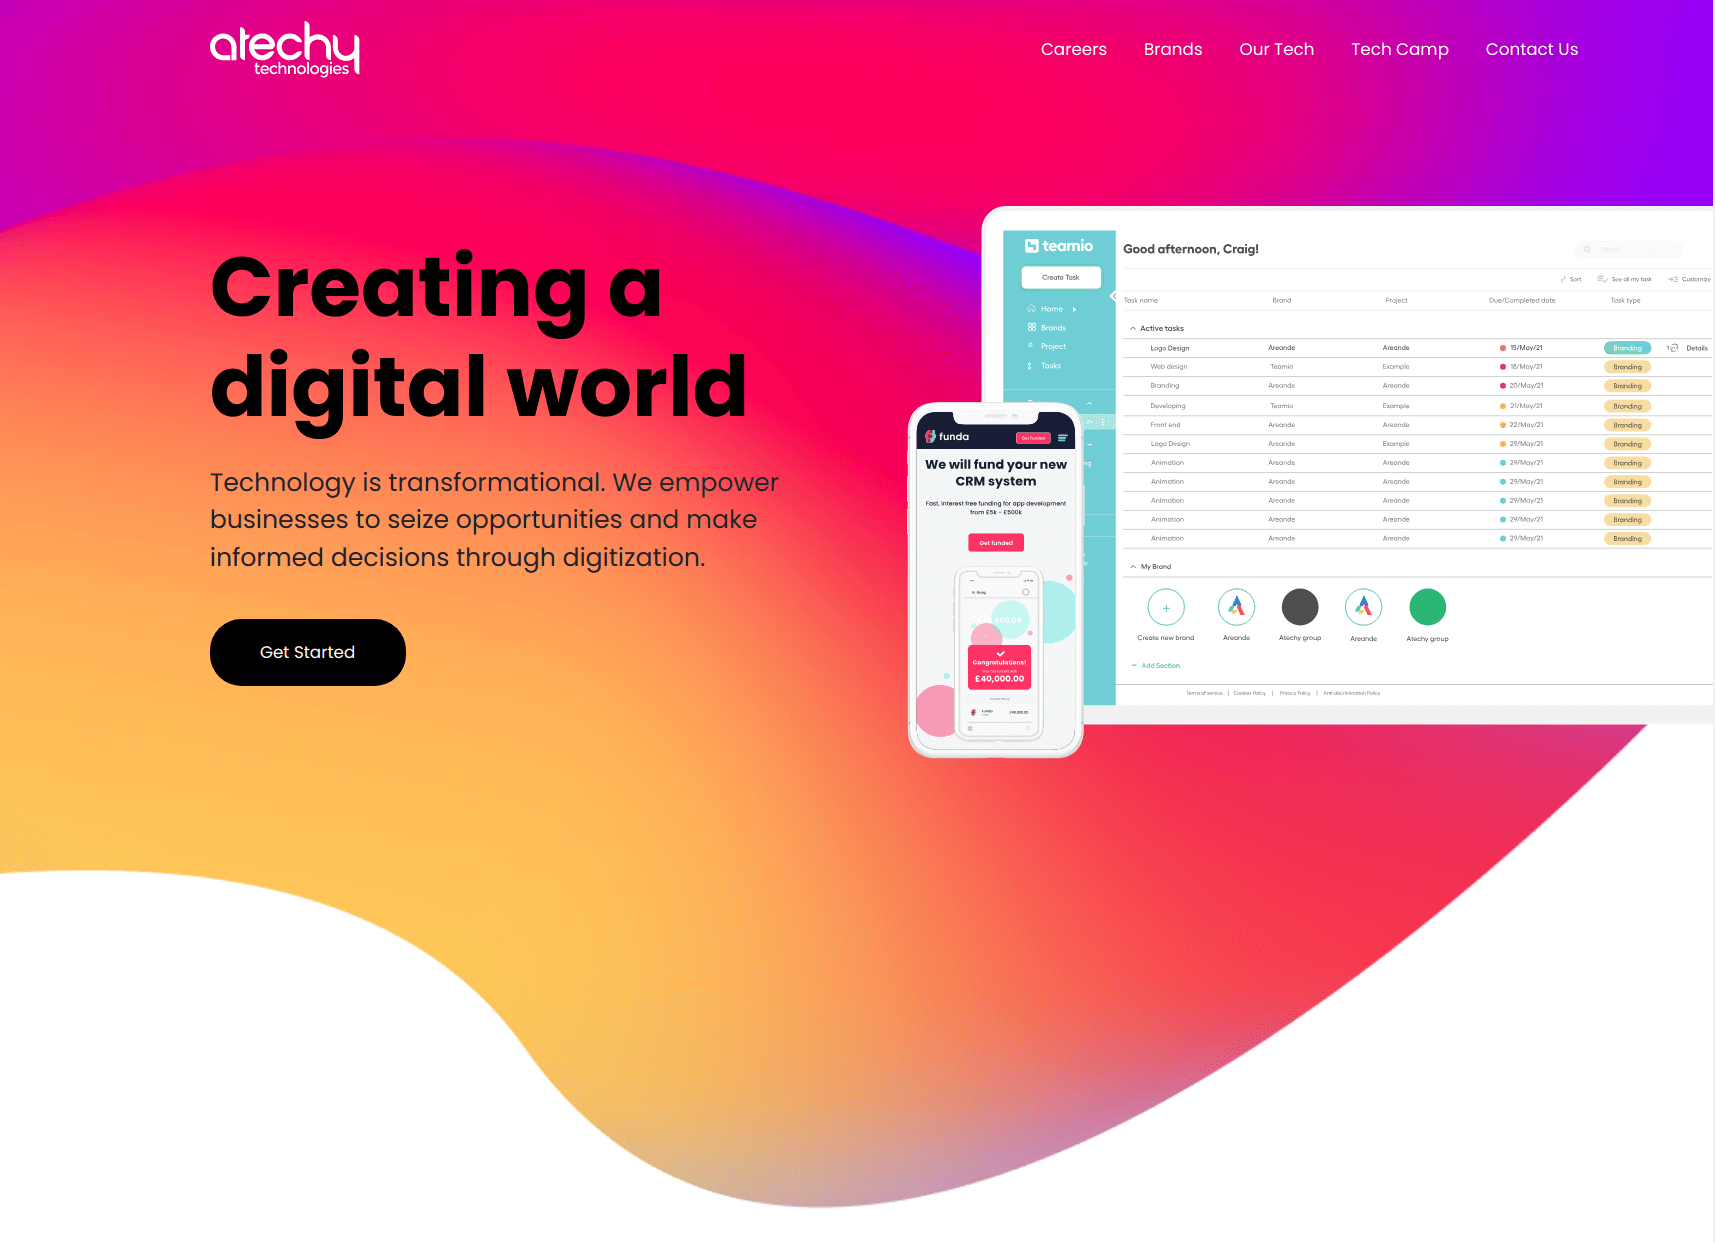 atechy
technologies
Careers
Brands
Our Tech
Tech Camp
Contact Us
Creating a
digital world
Technology is transformational. We empower
businesses to seize opportunities and make
informed decisions through digitization.
Get Started
teamio
Create Task
Home
Brands
Project
Tasks
Good afternoon, Craig!
Sort
See all my task
Customize
Task name Brand Project Due/Completed date Task type
Active tasks
Logo Design Areande Areande 15/May/21 Branding Details
Web design Teamio Example 18/May/21 Branding
Branding Areande Areande 20/May/21 Branding
Developing Teamio Example 21/May/21 Branding
Frnt end Areande Areande 22/May/21 Branding
Logo Design Areande Example 29/May/21 Branding
Animation Areande Areande 29/May/21 Branding
Animation Areande Areande 29/May/21 Branding
Animation Areande Areande 29/May/21 Branding
Animation Areande Areande 29/May/21 Branding
Animation Areande Areande 29/May/21 Branding
My Brand
Create new brand Areande Atechy group Areande Atechy group
Add Section
Terms of service | Cookies Policy | Privacy Policy | Anti-discrimination Policy
funda
Get Funded
We will fund your new
CRM system
Fast, Interest free funding for app development
from £5k - £500k
Get funded
Hi Craig
Congratulations!
£40,000.00
£40,000.00